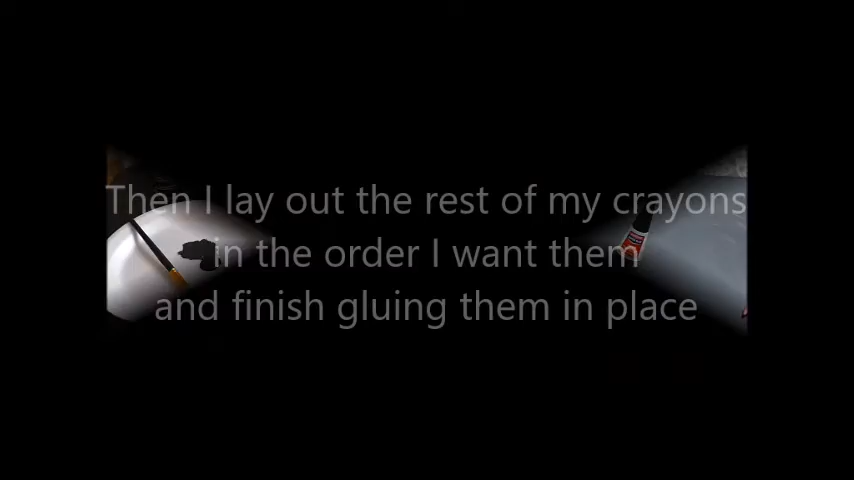 Then I lay out the rest of my crayons
in the order I want them
and finish gluing them in place